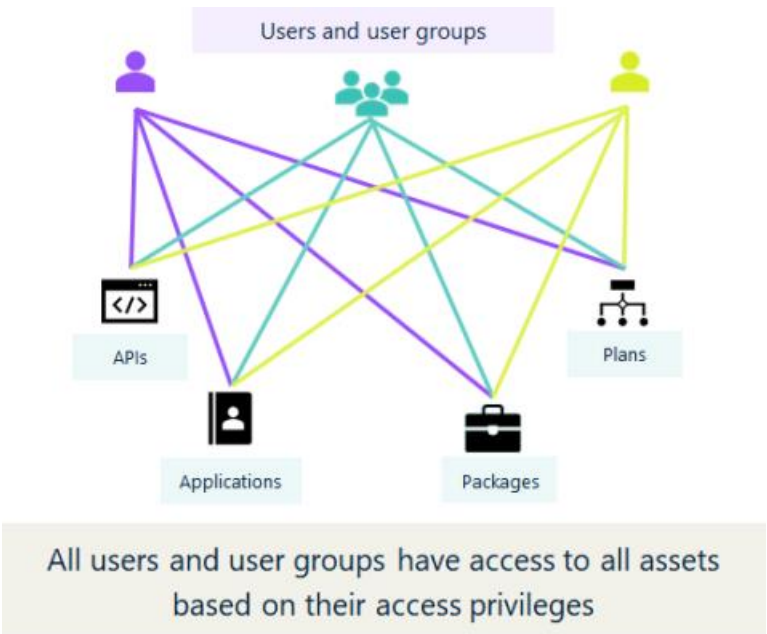 Users and user groups
</>
APIs
Plans
Applications
Packages
All users and user groups have access to all assets
based on their access privileges